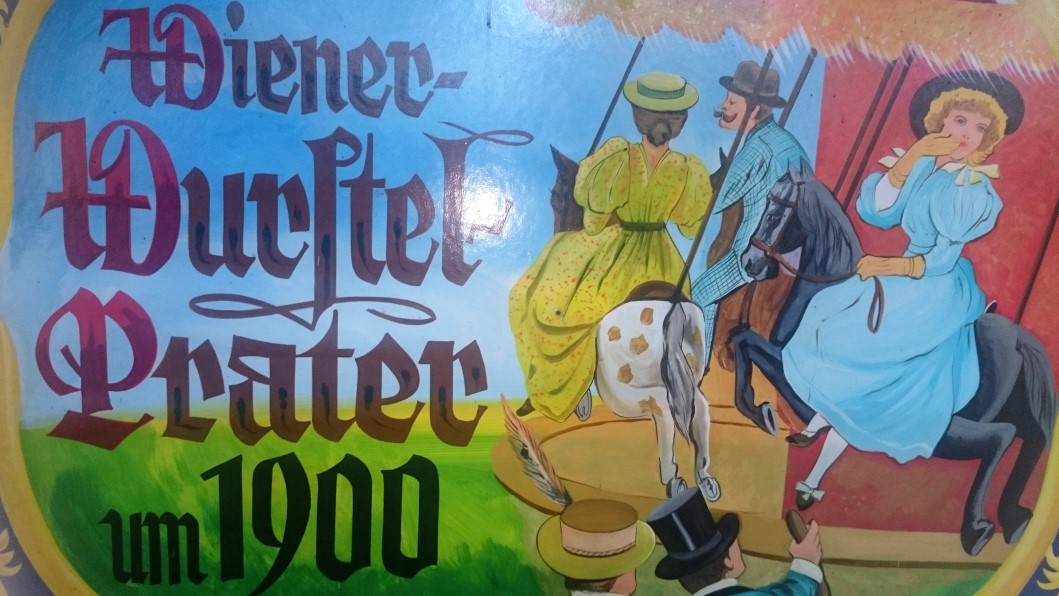 Wiener-
Wurſtel-
Prater
um 1900